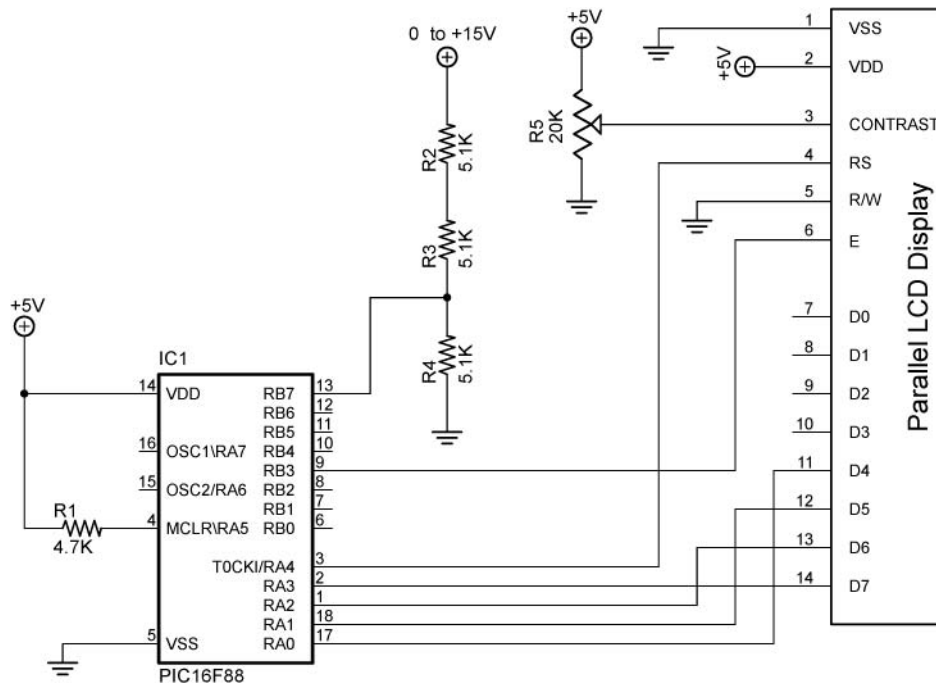 0 to +15V
+5V
R2
5.1K
R3
5.1K
R4
5.1K
R5
20K
+5V
1 VSS
2 VDD
3 CONTRAST
4 RS
5 R/W
6 E
7 D0
8 D1
9 D2
10 D3
11 D4
12 D5
13 D6
14 D7
Parallel LCD Display
+5V
R1
4.7K
IC1
14 VDD
16 OSC1\RA7
15 OSC2/RA6
4 MCLR\RA5
5 VSS
RB7 13
RB6 12
RB5 11
RB4 10
RB3 9
RB2 8
RB1 7
RB0 6
T0CKI/RA4 3
RA3 2
RA2 1
RA1 18
RA0 17
PIC16F88